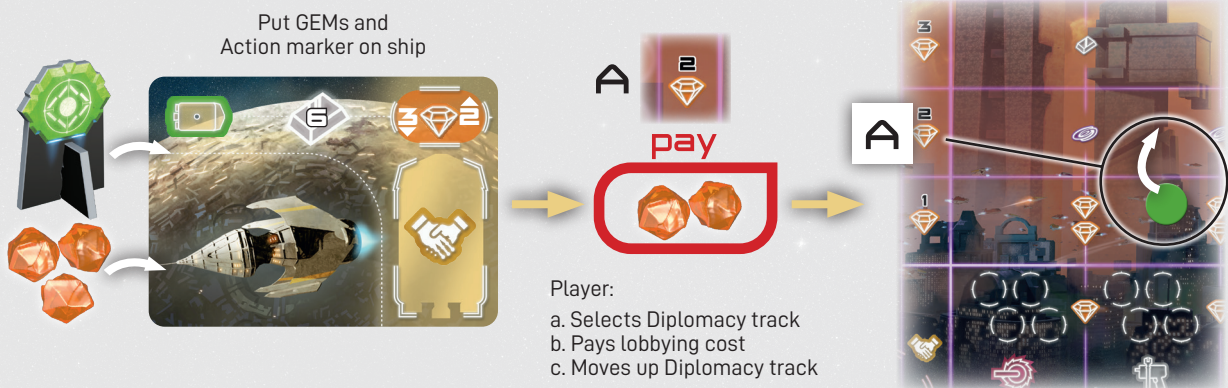 Put GEMs and
Action marker on ship
6
3 2
A
2
pay
Player:
a. Selects Diplomacy track
b. Pays lobbying cost
c. Moves up Diplomacy track
3
2
A
1